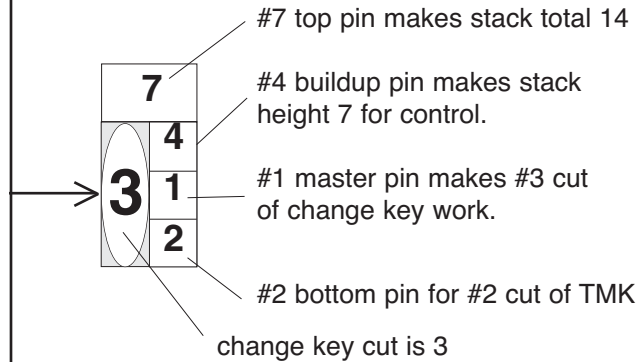 #7 top pin makes stack total 14
7
#4 buildup pin makes stack
height 7 for control.
4
3
1
#1 master pin makes #3 cut
of change key work.
2
#2 bottom pin for #2 cut of TMK
change key cut is 3